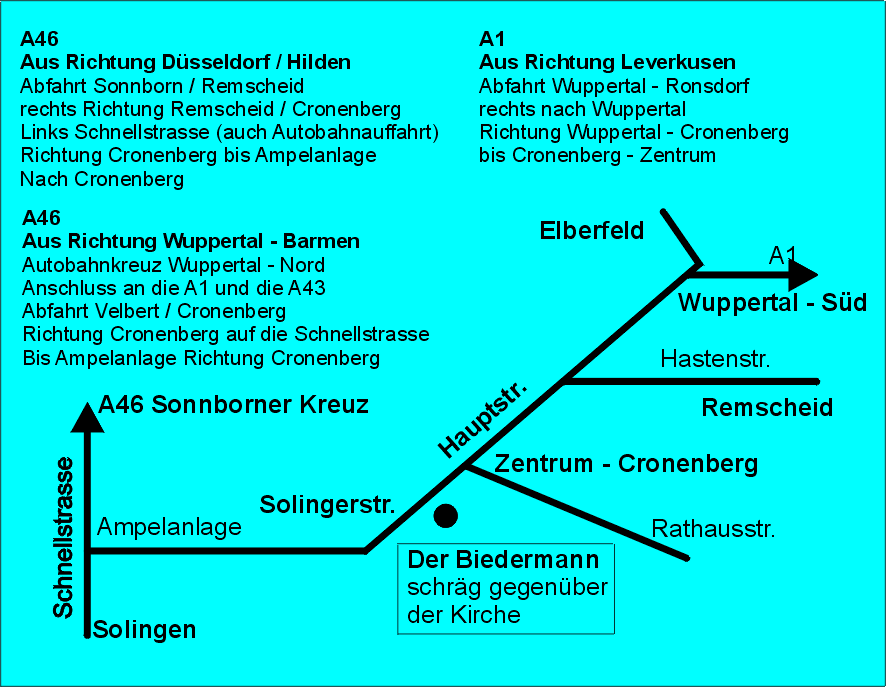 A46
Aus Richtung Düsseldorf / Hilden
Abfahrt Sonnborn / Remscheid
rechts Richtung Remscheid / Cronenberg
Links Schnellstrasse (auch Autobahnauffahrt)
Richtung Cronenberg bis Ampelanlage
Nach Cronenberg
A1
Aus Richtung Leverkusen
Abfahrt Wuppertal - Ronsdorf
rechts nach Wuppertal
Richtung Wuppertal - Cronenberg
bis Cronenberg - Zentrum
A46
Aus Richtung Wuppertal - Barmen
Autobahnkreuz Wuppertal - Nord
Anschluss an die A1 und die A43
Abfahrt Velbert / Cronenberg
Richtung Cronenberg auf die Schnellstrasse
Bis Ampelanlage Richtung Cronenberg
Elberfeld
A1
Wuppertal - Süd
Hastenstr.
Remscheid
A46 Sonnborner Kreuz
Hauptstr.
Zentrum - Cronenberg
Solingerstr.
Rathausstr.
Ampelanlage
Schnellstrasse
Der Biedermann
schräg gegenüber
der Kirche
Solingen